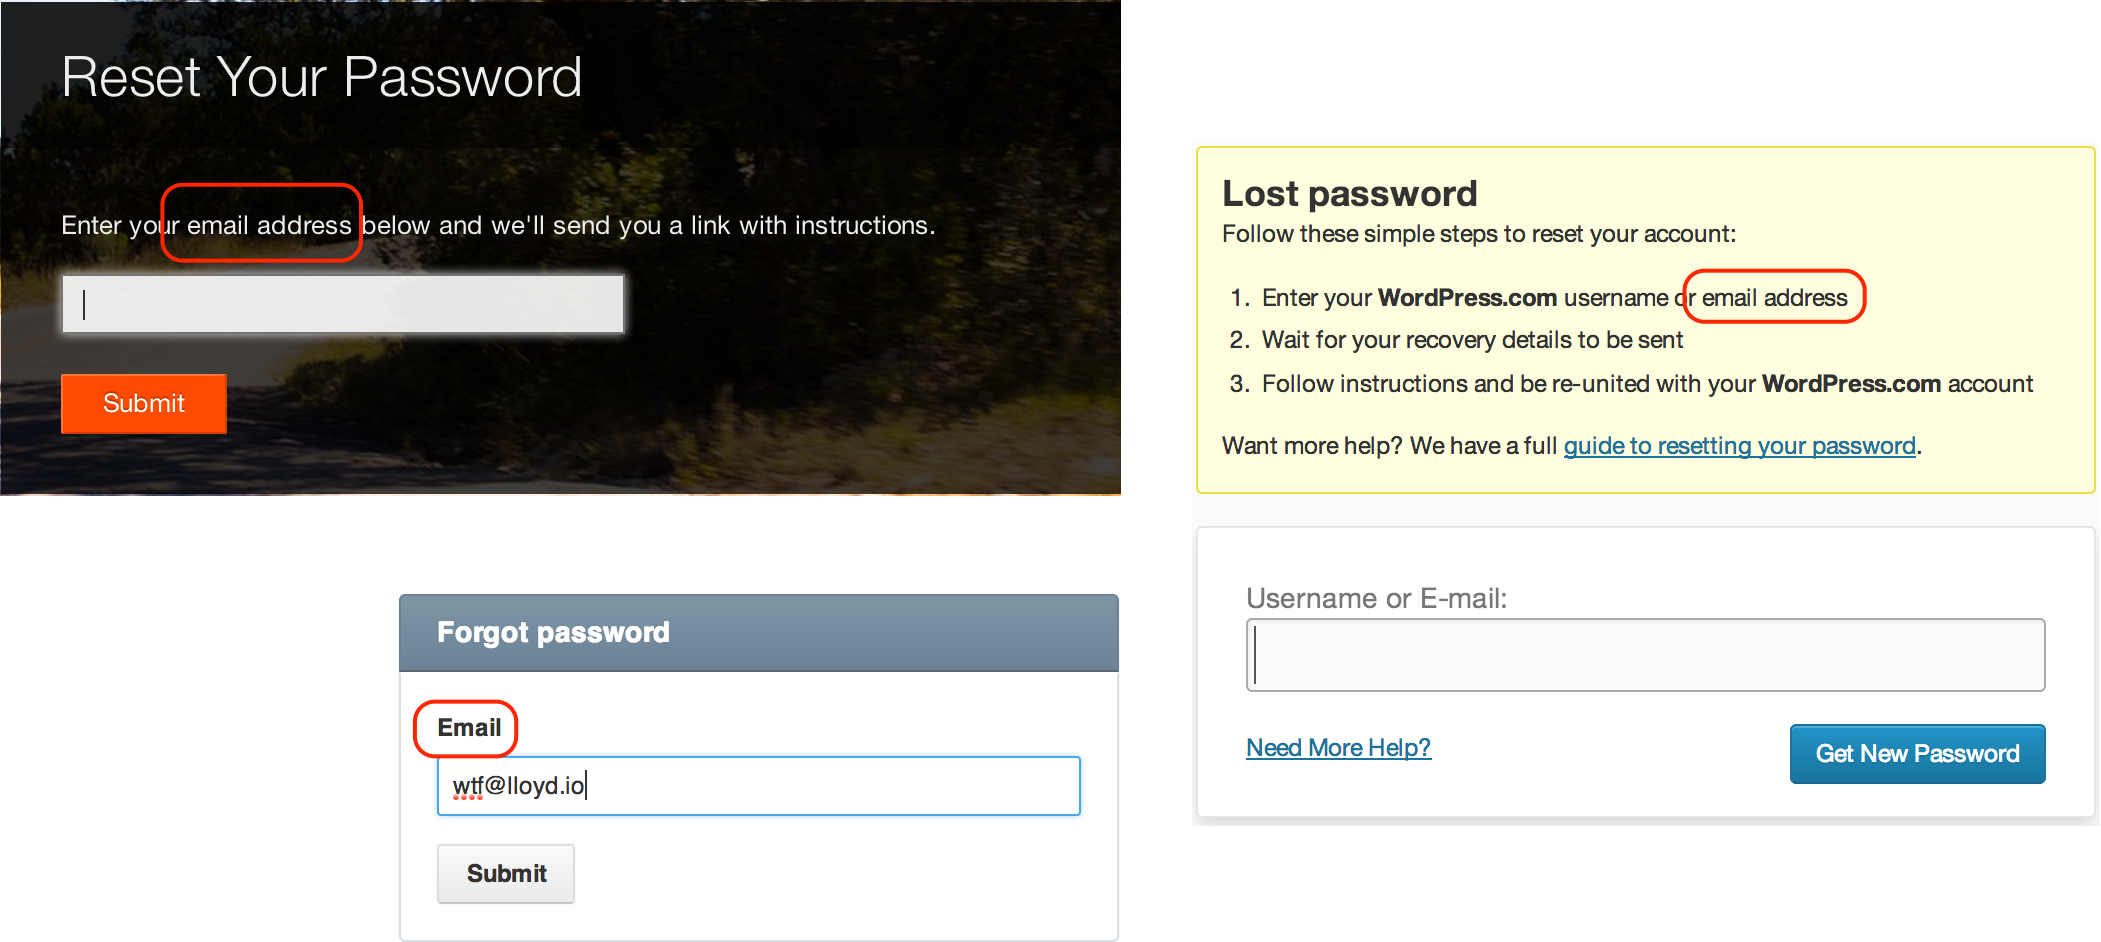 Reset Your Password
Enter your email address below and we'll send you a link with instructions.
Submit
Lost password
Follow these simple steps to reset your account:
1. Enter your WordPress.com username or email address
2. Wait for your recovery details to be sent
3. Follow instructions and be re-united with your WordPress.com account
Want more help? We have a full guide to resetting your password.
Username or E-mail:
Need More Help?
Get New Password
Forgot password
Email
wtf@lloyd.io
Submit